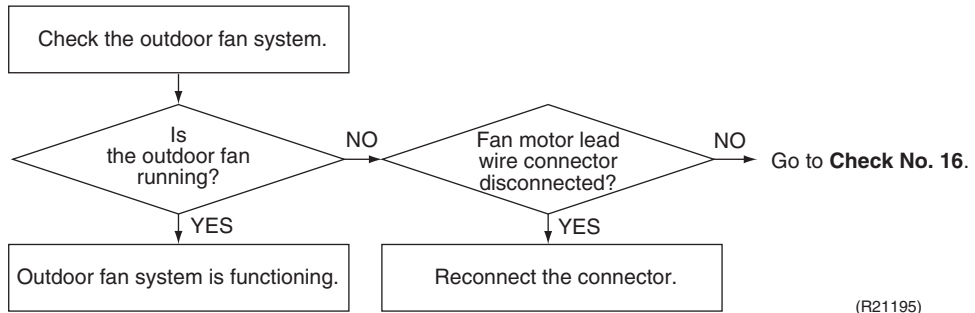 Check the outdoor fan system.
Is
the outdoor fan
running?
NO
Fan motor lead
wire connector
disconnected?
NO
Go to Check No. 16.
YES
YES
Outdoor fan system is functioning.
Reconnect the connector.
(R21195)